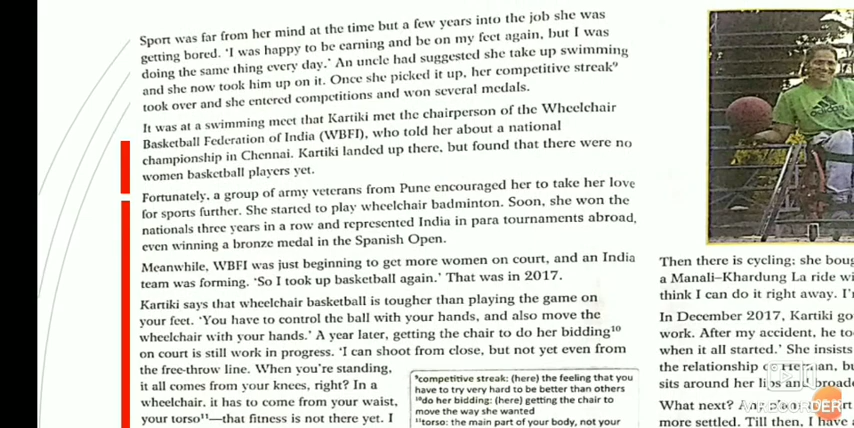 Sport was far from her mind at the time but a few years into the job she was
getting bored. ‘I was happy to be earning and be on my feet again, but I was
doing the same thing every day.’ An uncle had suggested she take up swimming
and she now took him up on it. Once she picked it up, her competitive streak⁹
took over and she entered competitions and won several medals.
It was at a swimming meet that Kartiki met the chairperson of the Wheelchair
Basketball Federation of India (WBFI), who told her about a national
championship in Chennai. Kartiki landed up there, but found that there were no
women basketball players yet.
Fortunately, a group of army veterans from Pune encouraged her to take her love
for sports further. She started to play wheelchair badminton. Soon, she won the
nationals three years in a row and represented India in para tournaments abroad,
even winning a bronze medal in the Spanish Open.
Meanwhile, WBFI was just beginning to get more women on court, and an India
team was forming. ‘So I took up basketball again.’ That was in 2017.
Kartiki says that wheelchair basketball is tougher than playing the game on
your feet. ‘You have to control the ball with your hands, and also move the
wheelchair with your hands.’ A year later, getting the chair to do her bidding¹⁰
on court is still work in progress. ‘I can shoot from close, but not yet even from
the free-throw line. When you’re standing,
it all comes from your knees, right? In a
wheelchair, it has to come from your waist,
your torso¹¹—that fitness is not there yet. I
⁹competitive streak: (here) the feeling that you
have to try very hard to be better than others
¹⁰do her bidding: (here) getting the chair to
move the way she wanted
¹¹torso: the main part of your body, not your
Then there is cycling; she boug
a Manali–Khardung La ride wi
think I can do it right away. I’
In December 2017, Kartiki go
work. After my accident, he to
when it all started.’ She insists
the relationship Herman, bu
sits around her lips and broade
What next?
more settled. Till then, I have
RECORDER